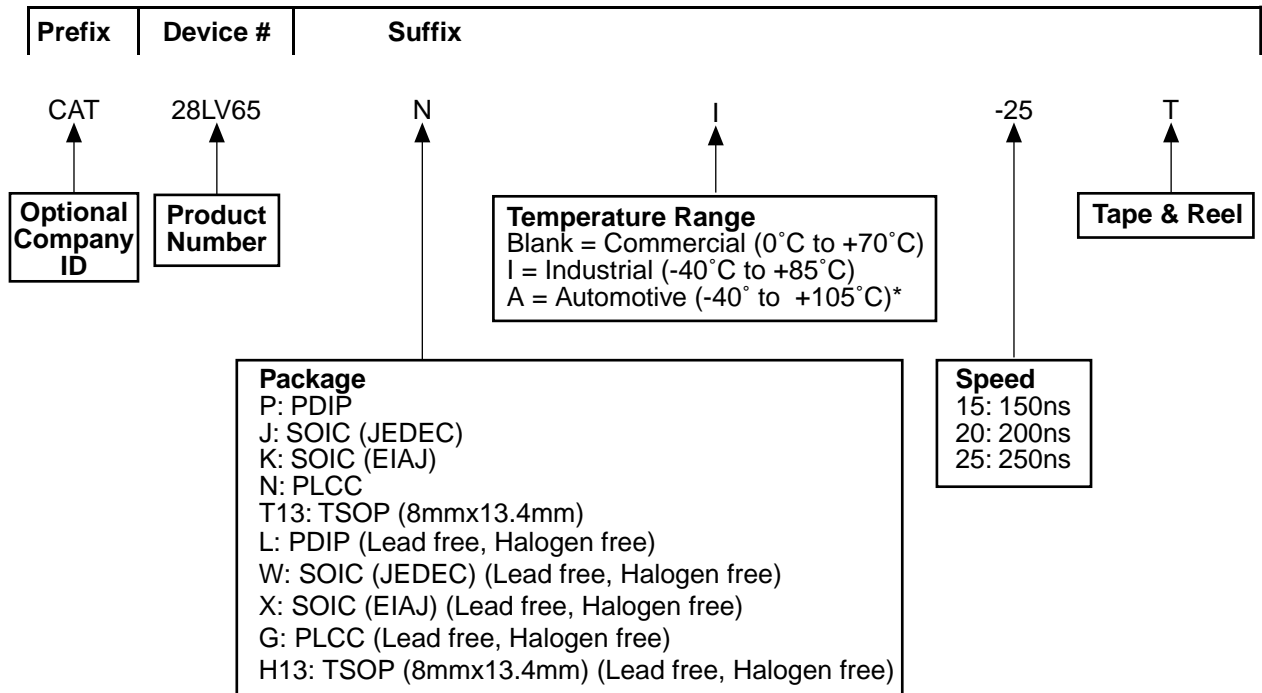 Prefix Device # Suffix
CAT 28LV65 N I -25 T
Optional
Company
ID
Product
Number
Temperature Range
Blank = Commercial (0˚C to +70˚C)
I = Industrial (-40˚C to +85˚C)
A = Automotive (-40˚ to +105˚C)*
Tape & Reel
Package
P: PDIP
J: SOIC (JEDEC)
K: SOIC (EIAJ)
N: PLCC
T13: TSOP (8mmx13.4mm)
L: PDIP (Lead free, Halogen free)
W: SOIC (JEDEC) (Lead free, Halogen free)
X: SOIC (EIAJ) (Lead free, Halogen free)
G: PLCC (Lead free, Halogen free)
H13: TSOP (8mmx13.4mm) (Lead free, Halogen free)
Speed
15: 150ns
20: 200ns
25: 250ns